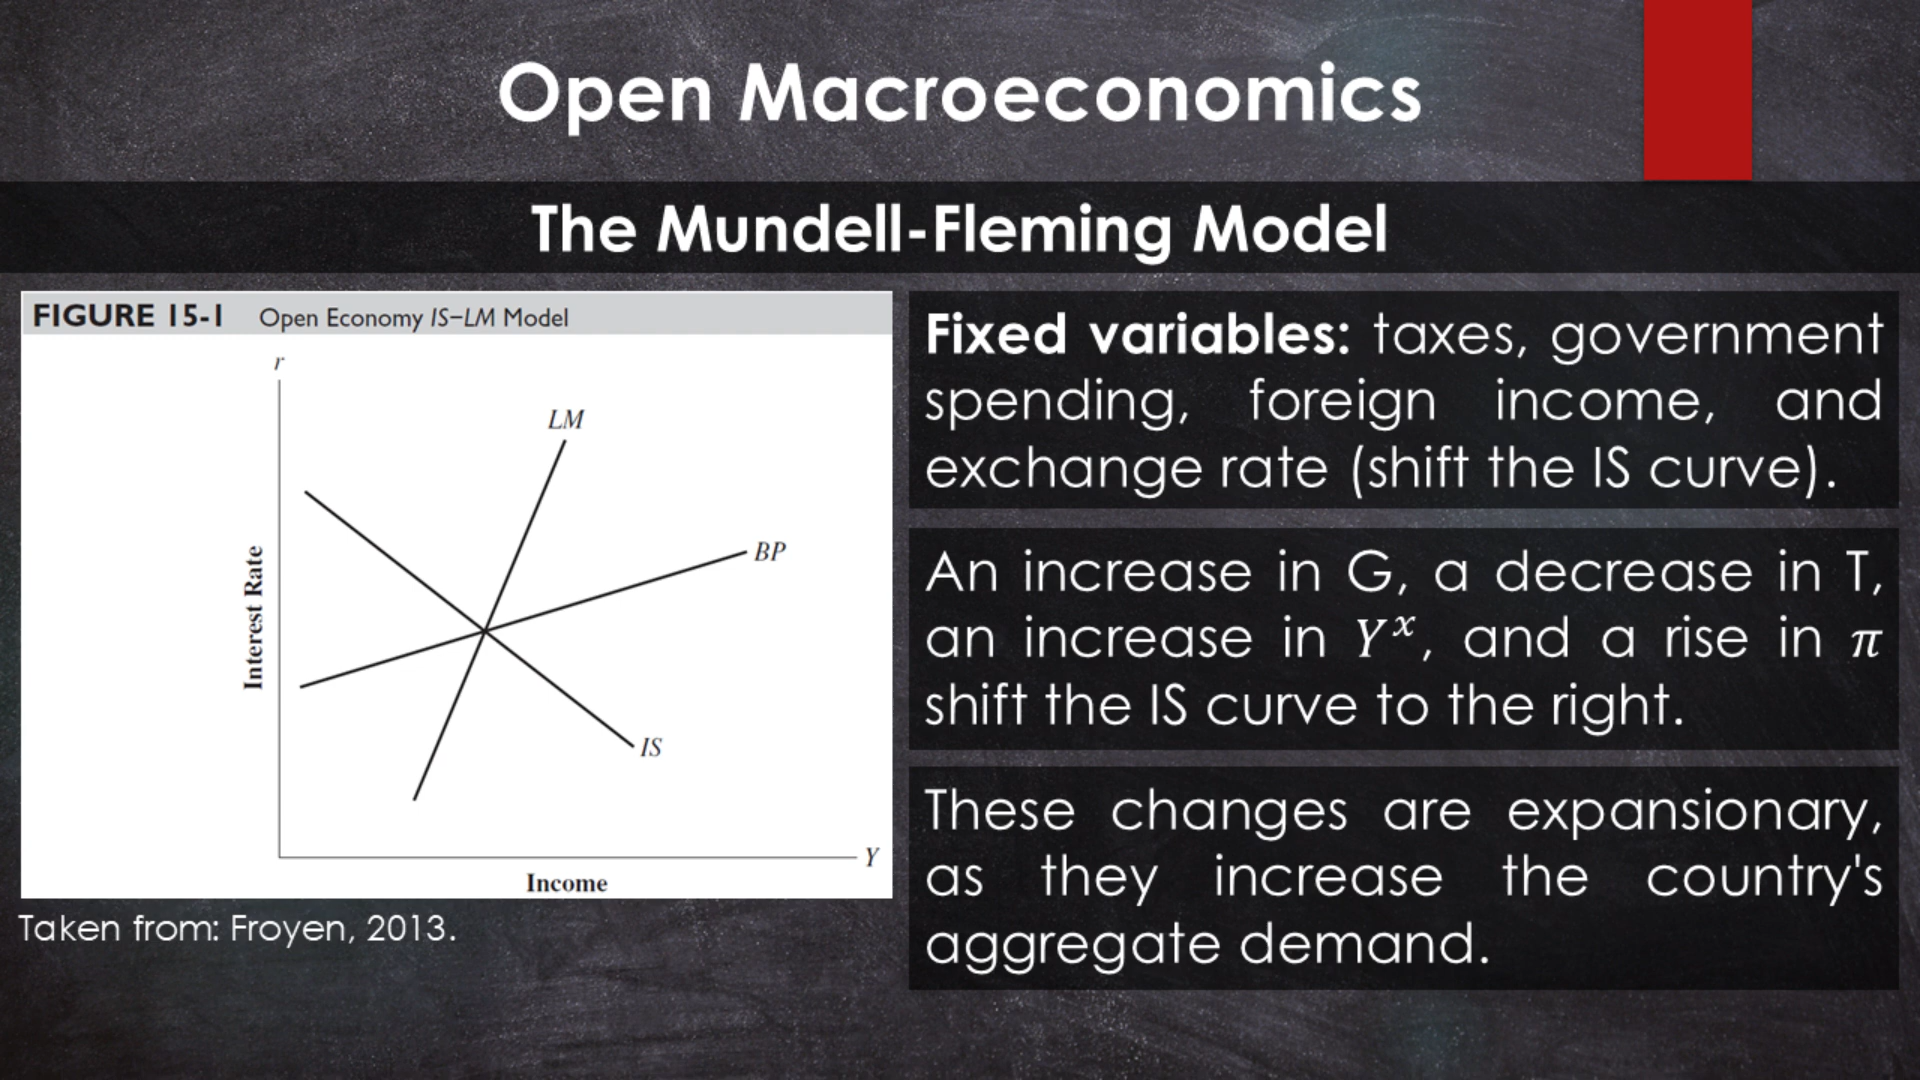 Open Macroeconomics
The Mundell-Fleming Model
FIGURE 15-1 Open Economy IS–LM Model
r
LM
BP
Interest Rate
IS
Y
Income
Taken from: Froyen, 2013.
Fixed variables: taxes, government
spending, foreign income, and
exchange rate (shift the IS curve).
An increase in G, a decrease in T,
an increase in Yˣ, and a rise in π
shift the IS curve to the right.
These changes are expansionary,
as they increase the country's
aggregate demand.